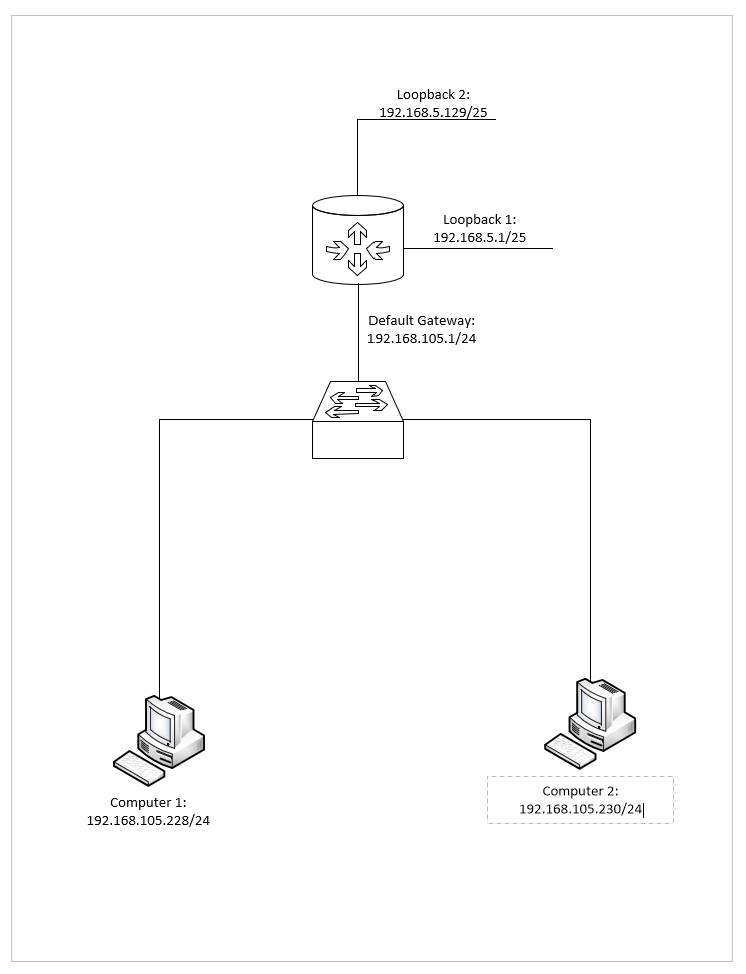 Loopback 2:
192.168.5.129/25
Loopback 1:
192.168.5.1/25
Default Gateway:
192.168.105.1/24
Computer 1:
192.168.105.228/24
Computer 2:
192.168.105.230/24